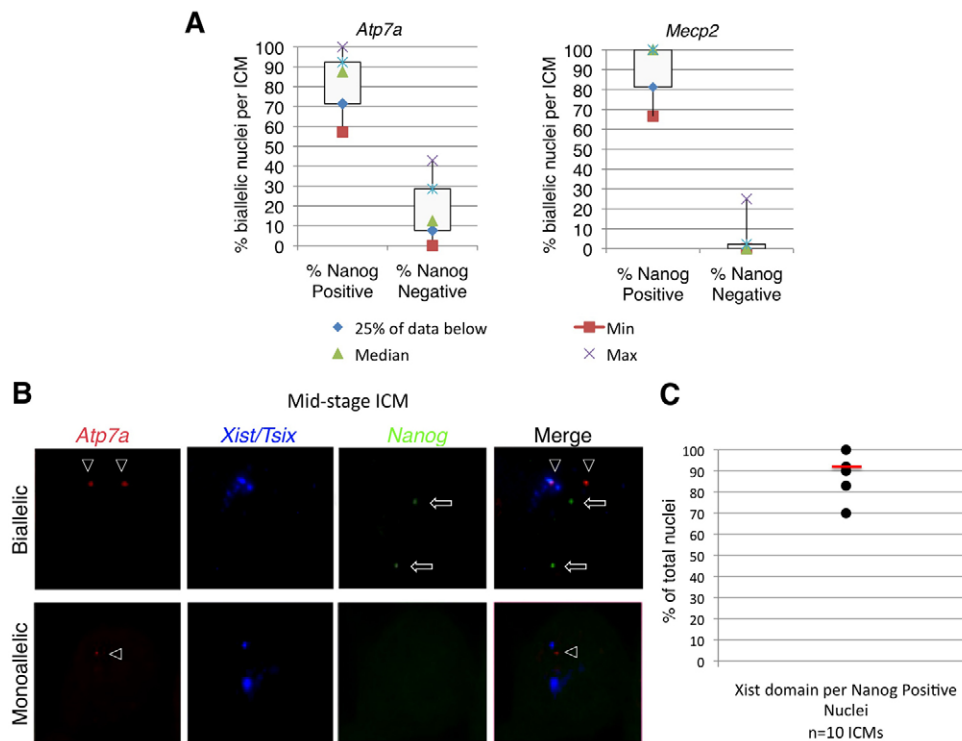 A
Atp7a
Mecp2
% biallelic nuclei per ICM
100
90
80
70
60
50
40
30
20
10
0
% Nanog Positive
% Nanog Negative
% biallelic nuclei per ICM
100
90
80
70
60
50
40
30
20
10
0
% Nanog Positive
% Nanog Negative
25% of data below
Min
Median
Max
B
Mid-stage ICM
Atp7a
Xist/Tsix
Nanog
Merge
Biallelic
Monoallelic
C
% of total nuclei
100
90
80
70
60
50
40
30
20
10
0
Xist domain per Nanog Positive
Nuclei
n=10 ICMs